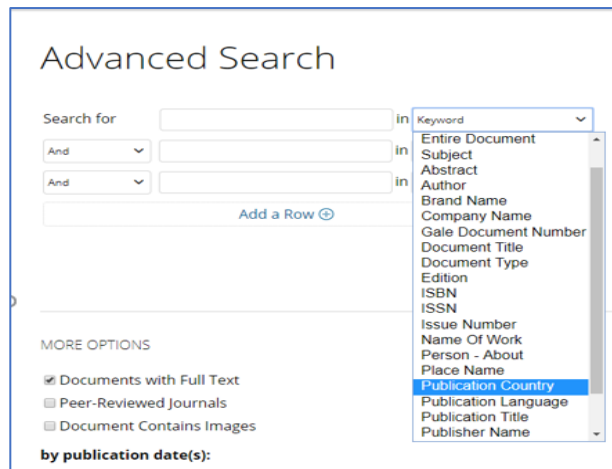 Advanced Search
Search for in Keyword
And in
And in
Add a Row
Entire Document
Subject
Abstract
Author
Brand Name
Company Name
Gale Document Number
Document Title
Document Type
Edition
ISBN
ISSN
Issue Number
Name Of Work
Person - About
Place Name
Publication Country
Publication Language
Publication Title
Publisher Name
MORE OPTIONS
Documents with Full Text
Peer-Reviewed Journals
Document Contains Images
by publication date(s):